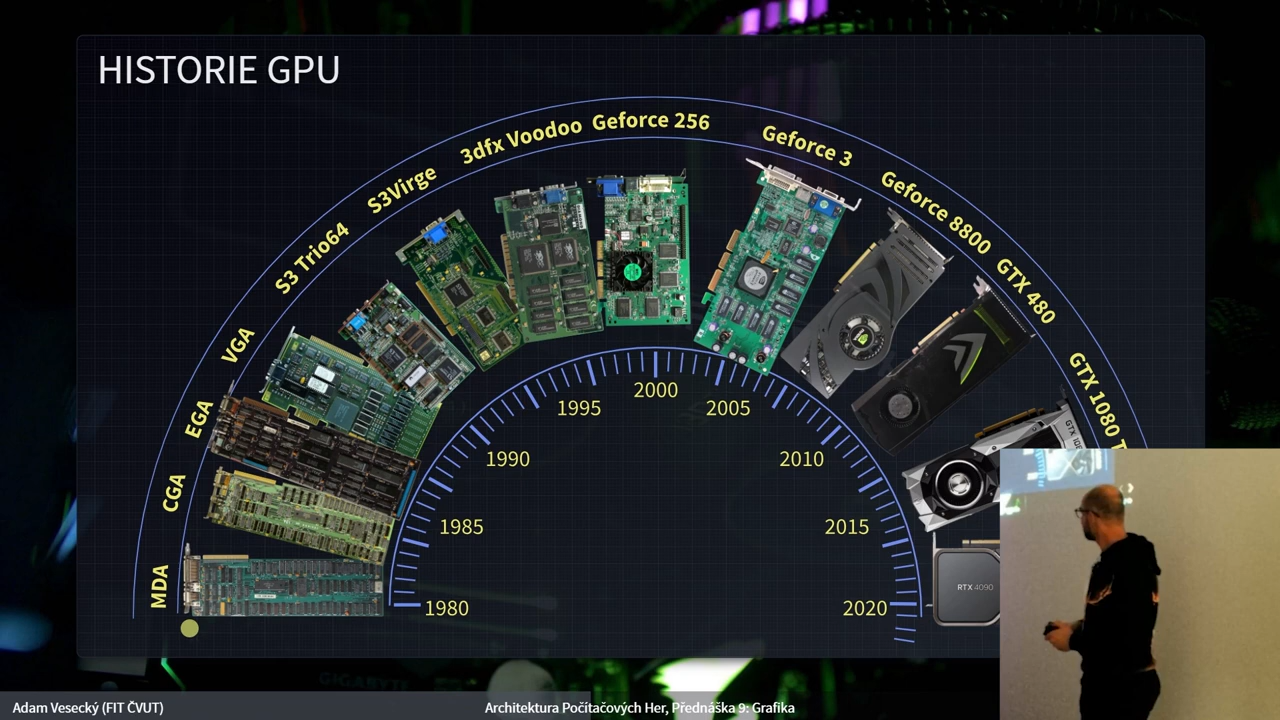 HISTORIE GPU
MDA
CGA
EGA
VGA
S3 Trio64
S3Virge
3dfx Voodoo
Geforce 256
Geforce 3
Geforce 8800
GTX 480
GTX 1080 T
1980
1985
1990
1995
2000
2005
2010
2015
2020
RTX 4090
Adam Vesecký (FIT ČVUT)
Architektura Počítačových Her, Přednáška 9: Grafika